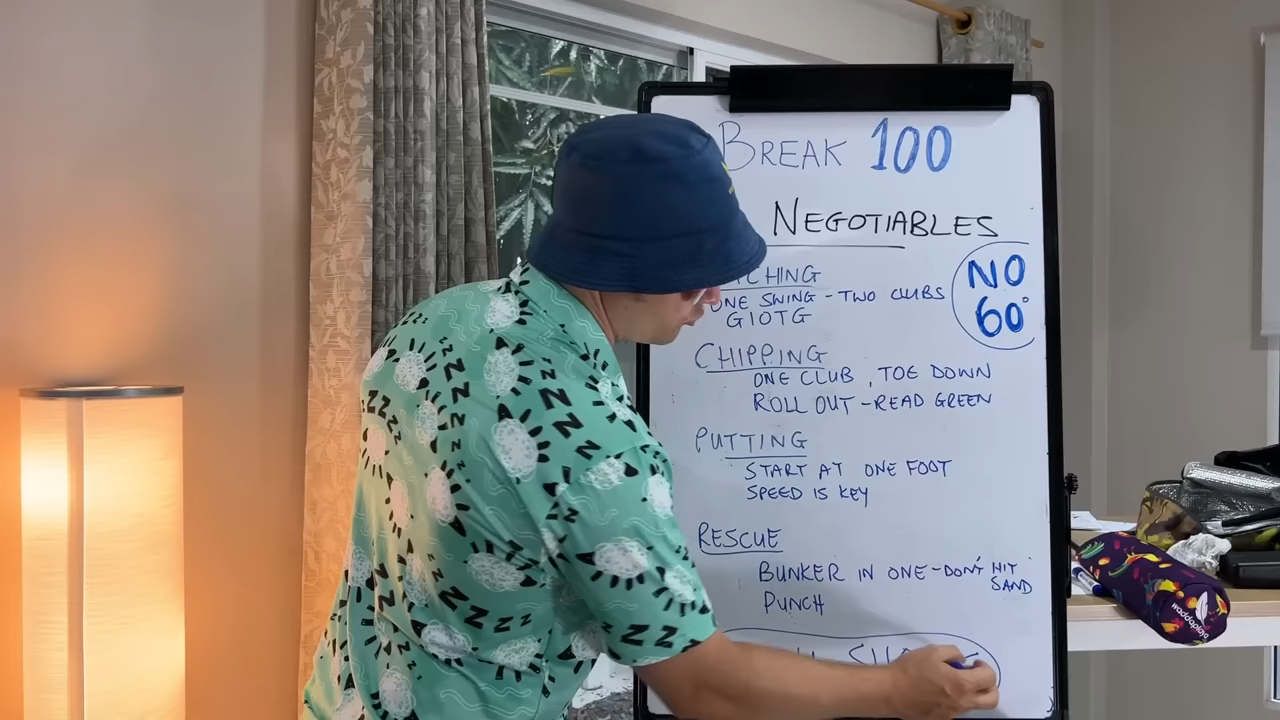 BREAK 100
NEGOTIABLES
NO
60°
ONE SWING - TWO CLUBS
GIOTG
CHIPPING
ONE CLUB, TOE DOWN
ROLL OUT - READ GREEN
PUTTING
START AT ONE FOOT
SPEED IS KEY
RESCUE
BUNKER IN ONE - DON'T HIT SAND
PUNCH